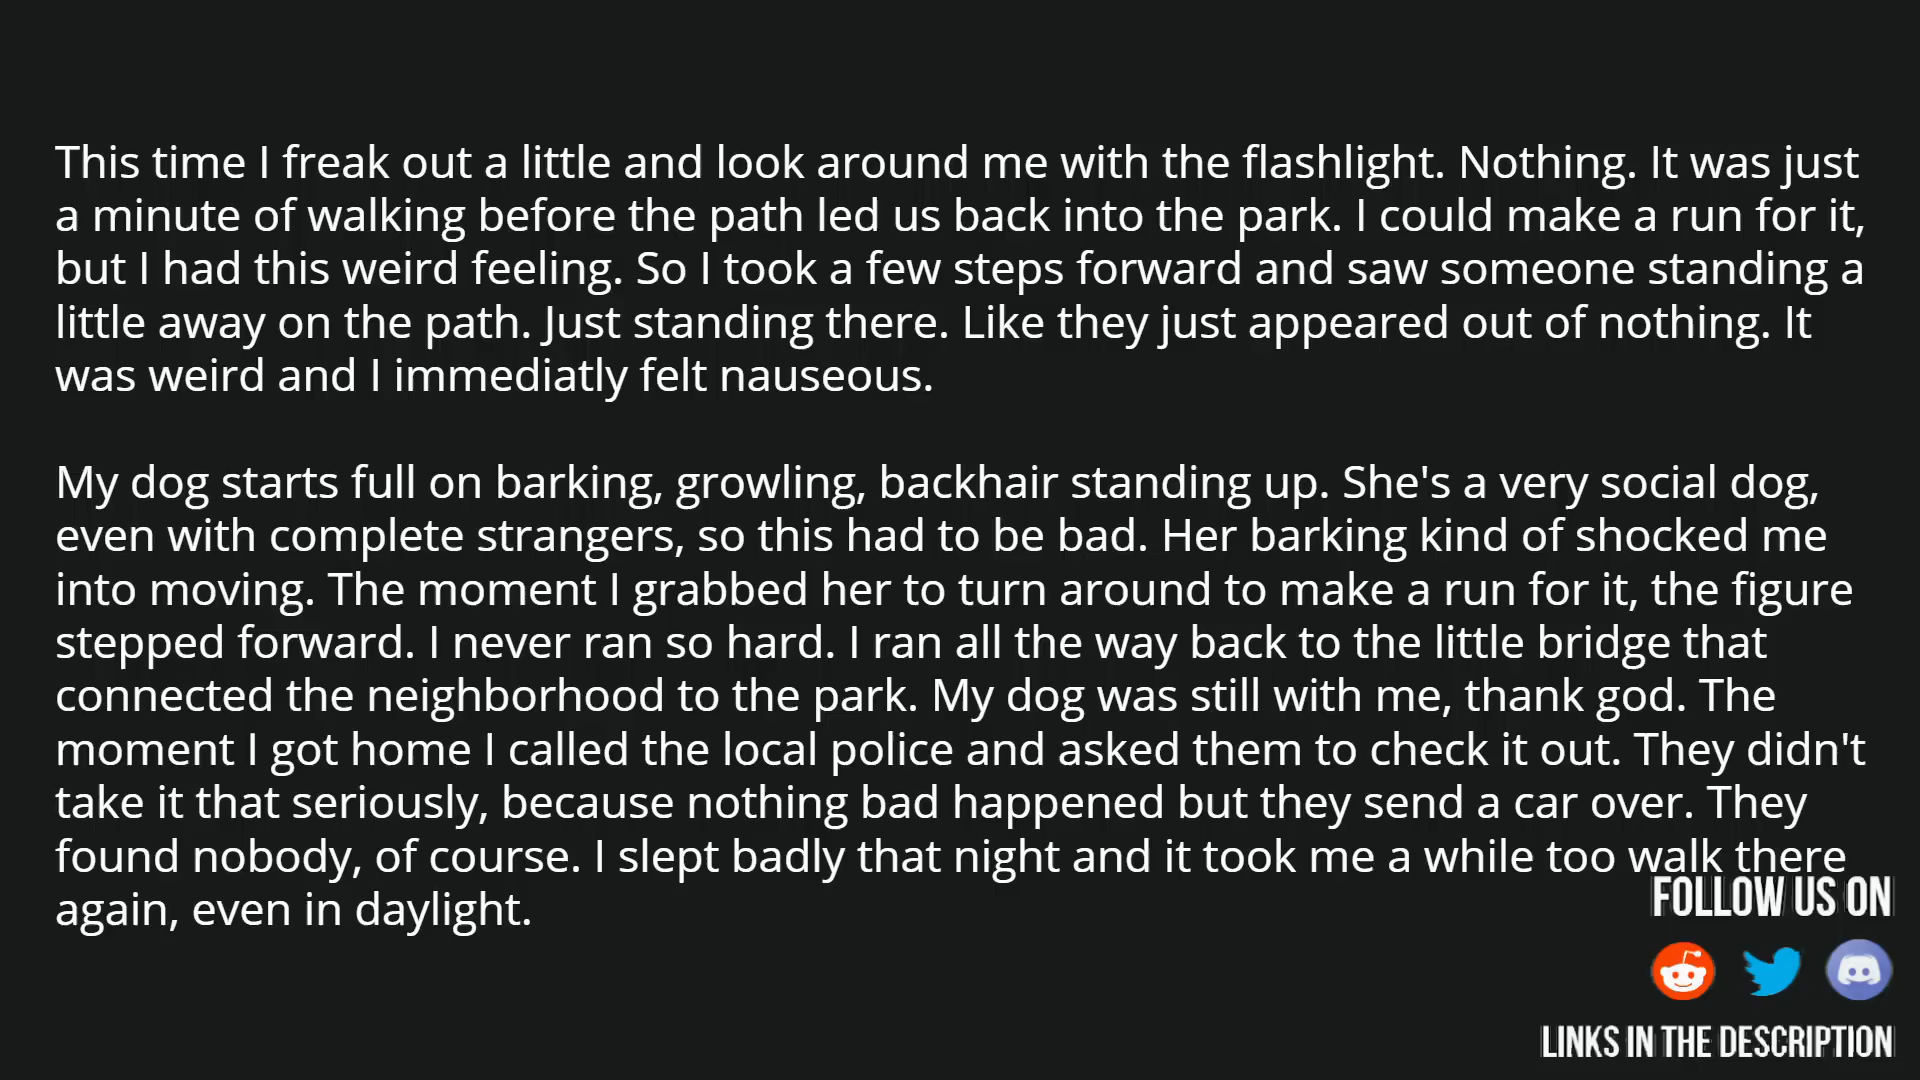 This time I freak out a little and look around me with the flashlight. Nothing. It was just
a minute of walking before the path led us back into the park. I could make a run for it,
but I had this weird feeling. So I took a few steps forward and saw someone standing a
little away on the path. Just standing there. Like they just appeared out of nothing. It
was weird and I immediatly felt nauseous.
My dog starts full on barking, growling, backhair standing up. She's a very social dog,
even with complete strangers, so this had to be bad. Her barking kind of shocked me
into moving. The moment I grabbed her to turn around to make a run for it, the figure
stepped forward. I never ran so hard. I ran all the way back to the little bridge that
connected the neighborhood to the park. My dog was still with me, thank god. The
moment I got home I called the local police and asked them to check it out. They didn't
take it that seriously, because nothing bad happened but they send a car over. They
found nobody, of course. I slept badly that night and it took me a while too walk there
again, even in daylight.
FOLLOW US ON
LINKS IN THE DESCRIPTION